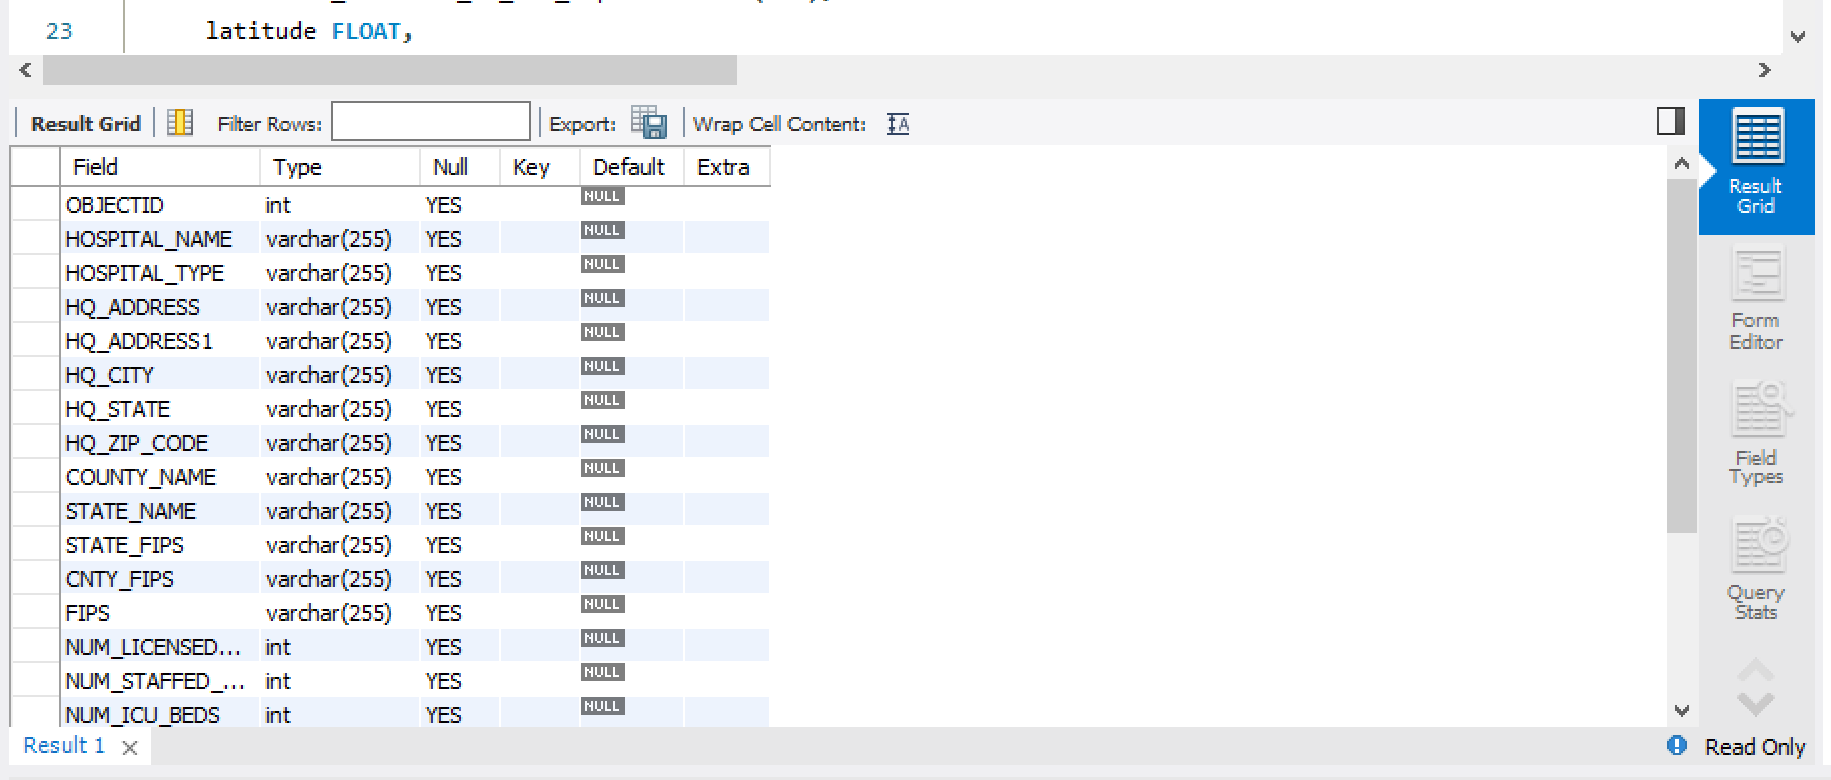 23 latitude FLOAT,
Result Grid Filter Rows: Export: Wrap Cell Content: IA
Field Type Null Key Default Extra
OBJECTID int YES NULL
HOSPITAL_NAME varchar(255) YES NULL
HOSPITAL_TYPE varchar(255) YES NULL
HQ_ADDRESS varchar(255) YES NULL
HQ_ADDRESS1 varchar(255) YES NULL
HQ_CITY varchar(255) YES NULL
HQ_STATE varchar(255) YES NULL
HQ_ZIP_CODE varchar(255) YES NULL
COUNTY_NAME varchar(255) YES NULL
STATE_NAME varchar(255) YES NULL
STATE_FIPS varchar(255) YES NULL
CNTY_FIPS varchar(255) YES NULL
FIPS varchar(255) YES NULL
NUM_LICENSED... int YES NULL
NUM_STAFFED_... int YES NULL
NUM_ICU_BEDS int YES NULL
Result
Grid
Form
Editor
Field
Types
Query
Stats
Result 1
Read Only